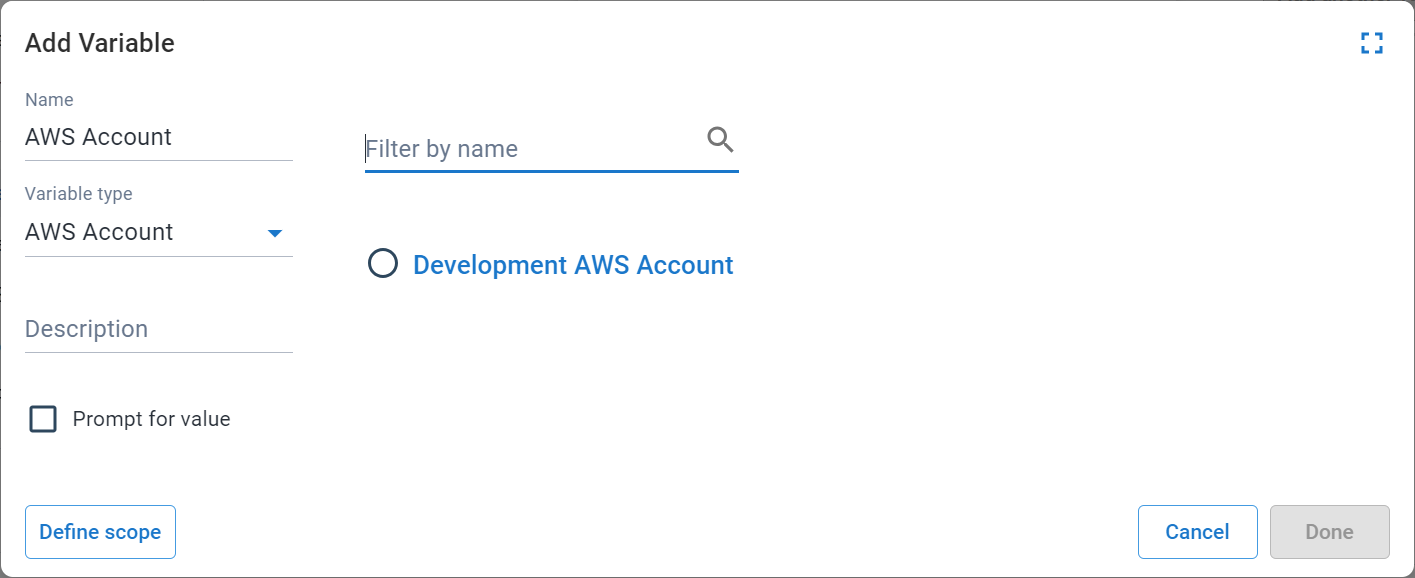 Add Variable
Name
AWS Account
Filter by name
Variable type
AWS Account
Development AWS Account
Description
Prompt for value
Define scope
Cancel
Done